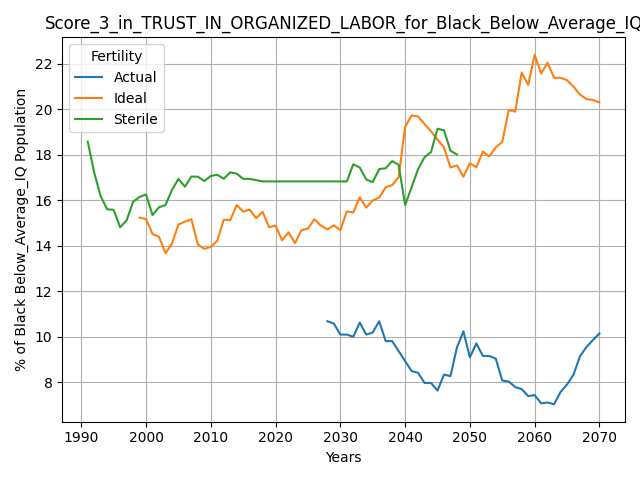 Score_3_in_TRUST_IN_ORGANIZED_LABOR_for_Black_Below_Average_IQ
Fertility
Actual
Ideal
Sterile
% of Black Below_Average_IQ Population
22
20
18
16
14
12
10
8
1990 2000 2010 2020 2030 2040 2050 2060 2070
Years